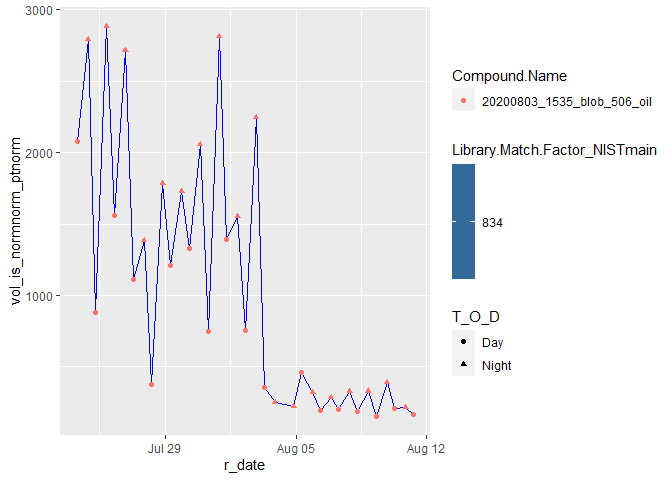 3000
2000
1000
vol_is_normnorm_ptnorm
Jul 29
Aug 05
Aug 12
r_date
Compound.Name
20200803_1535_blob_506_oil
Library.Match.Factor_NISTmain
834
T_O_D
Day
Night